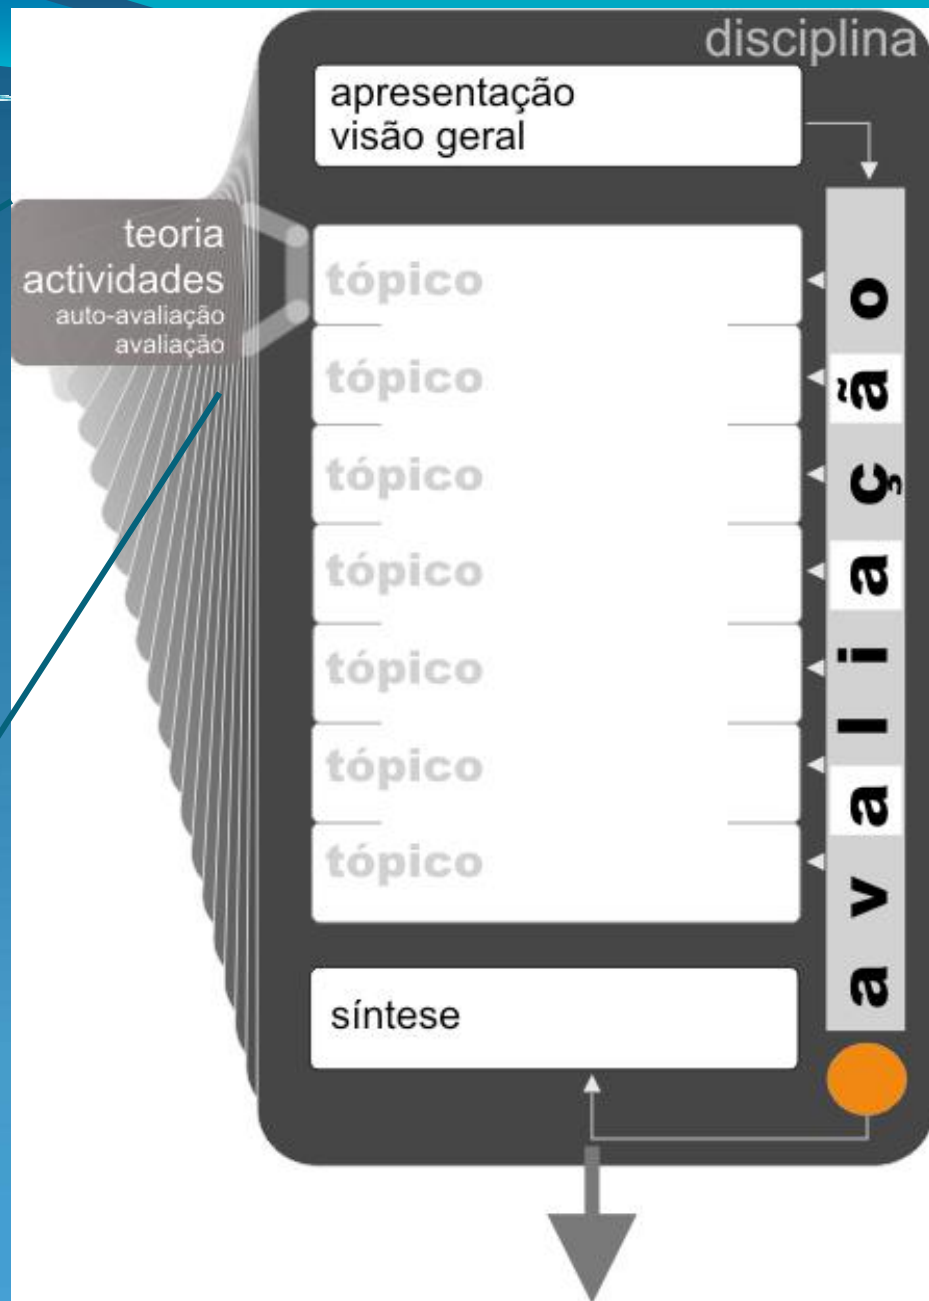 disciplina
apresentação
visão geral
teoria
actividades
auto-avaliação
avaliação
tópico
tópico
tópico
tópico
tópico
tópico
tópico
avaliação
síntese